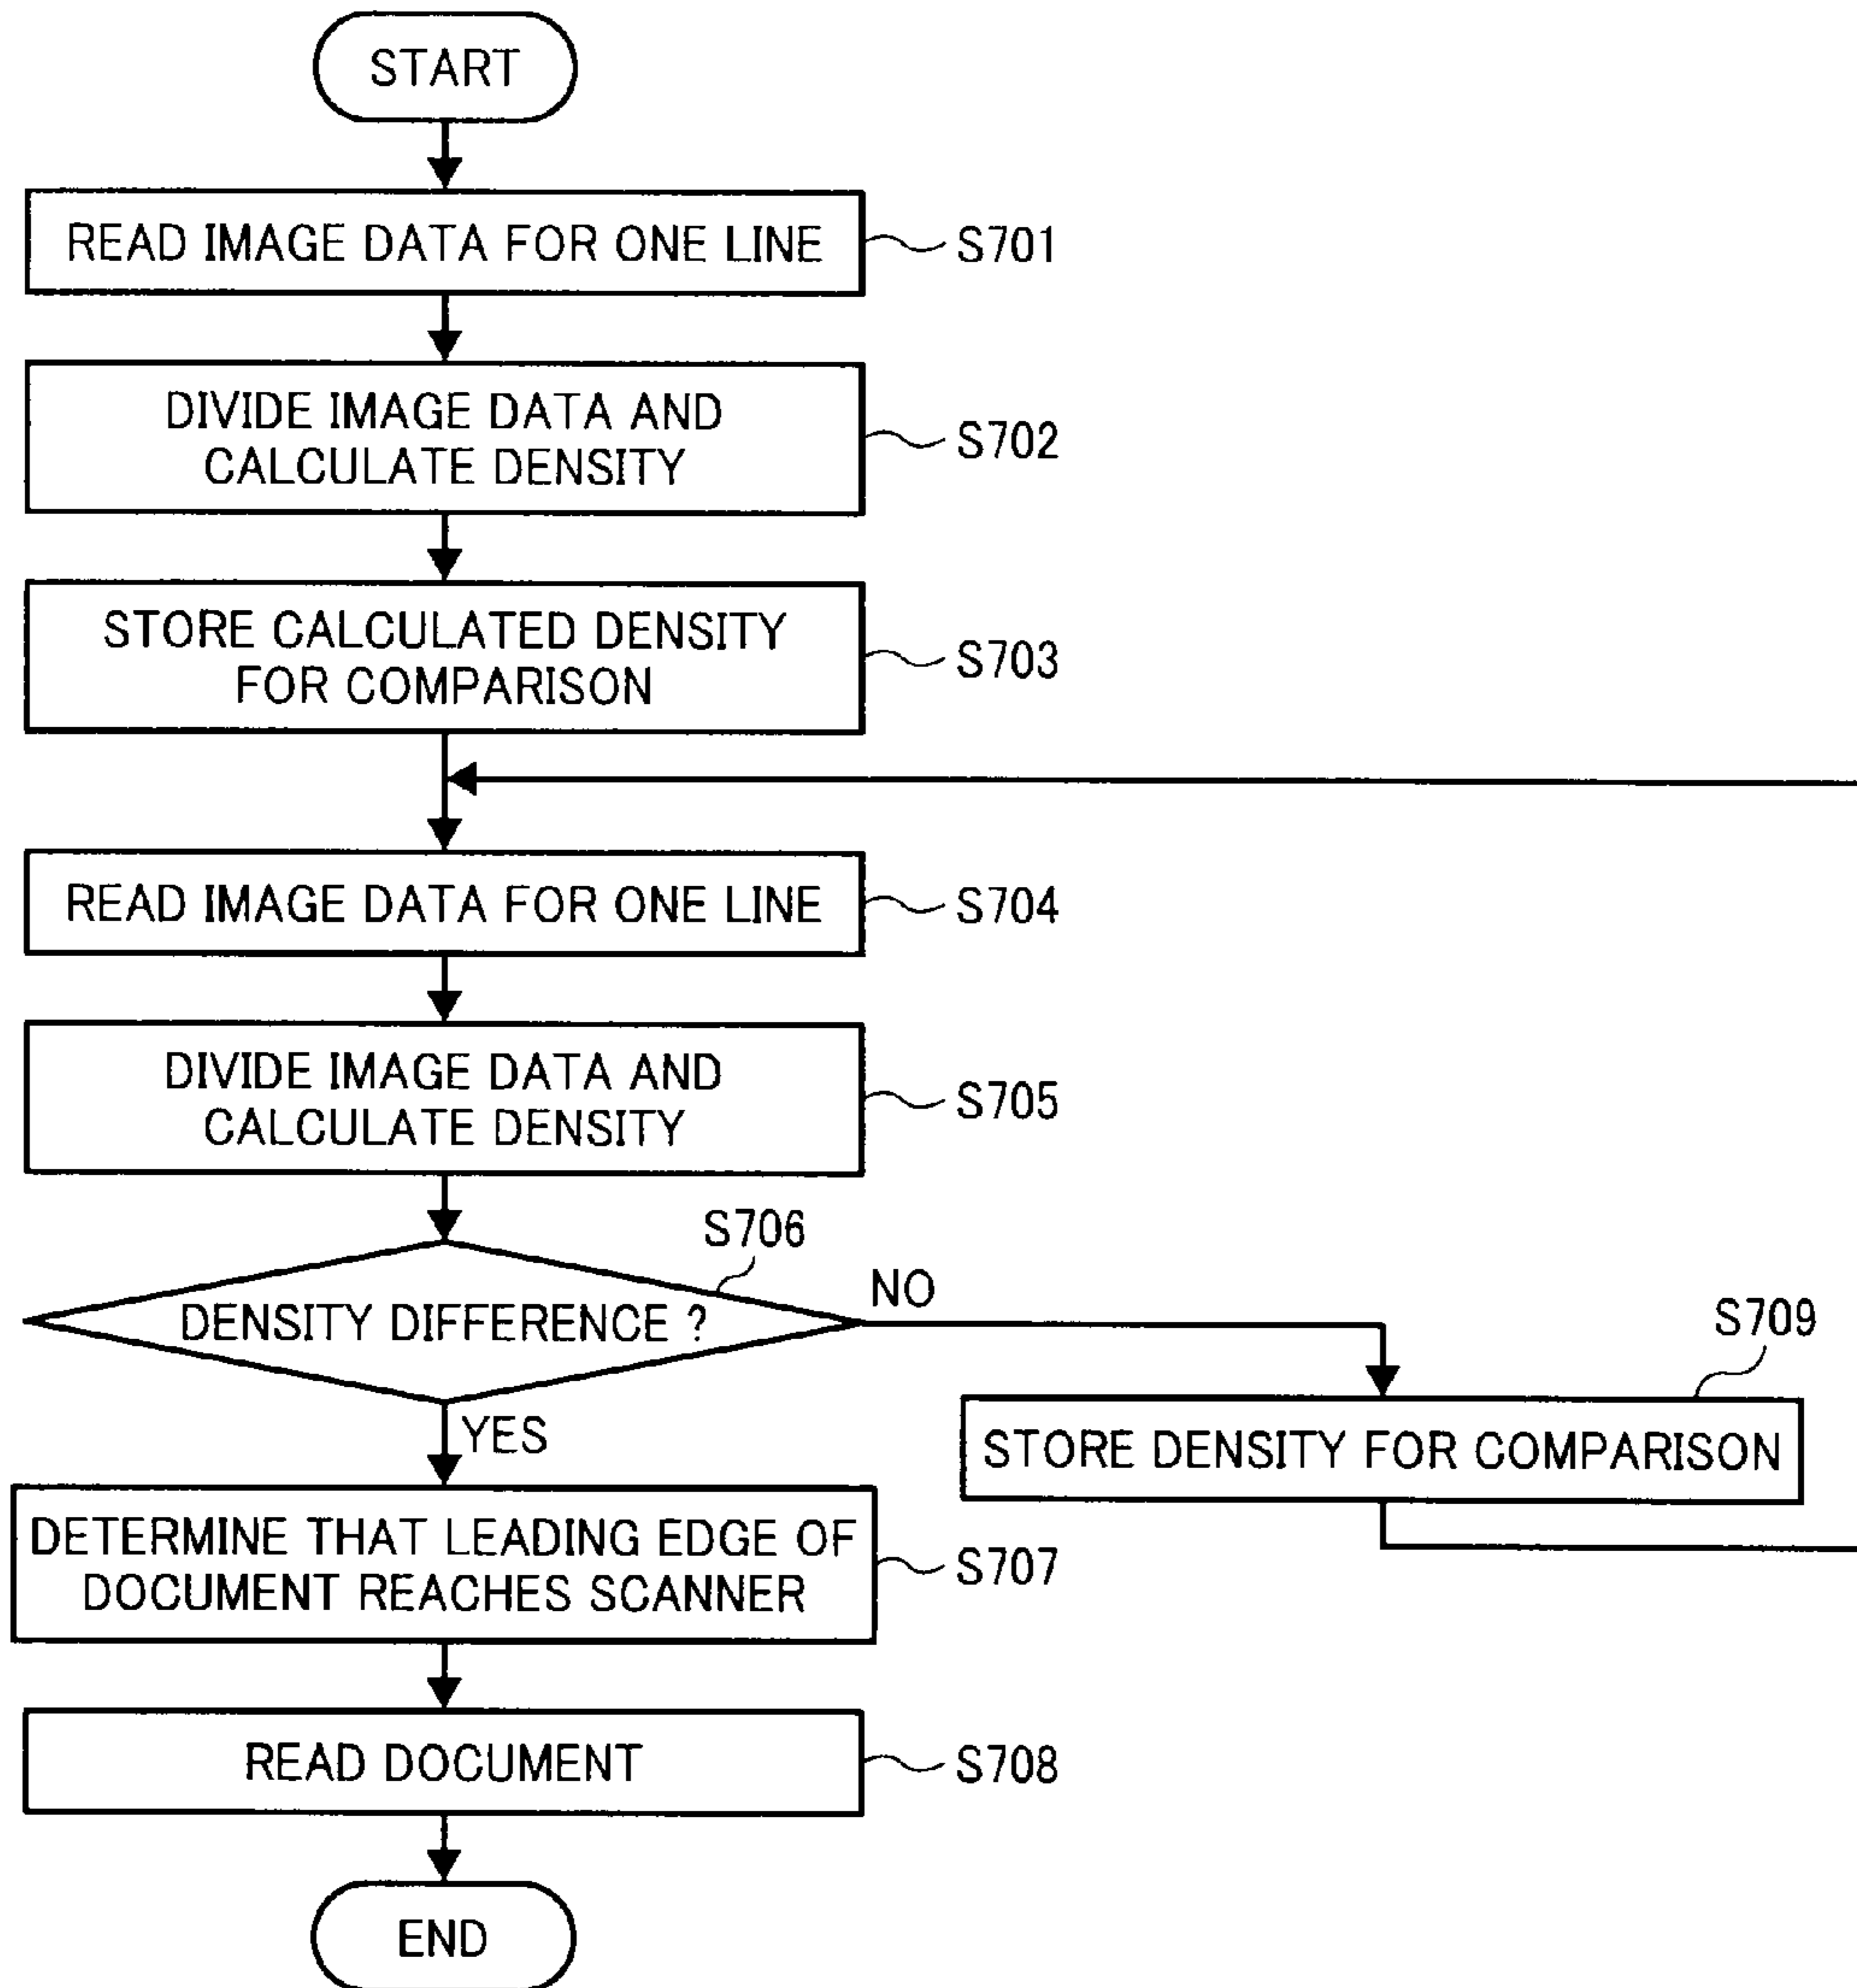 START
READ IMAGE DATA FOR ONE LINE
S701
DIVIDE IMAGE DATA AND
CALCULATE DENSITY
S702
STORE CALCULATED DENSITY
FOR COMPARISON
S703
READ IMAGE DATA FOR ONE LINE
S704
DIVIDE IMAGE DATA AND
CALCULATE DENSITY
S705
S706
DENSITY DIFFERENCE ?
NO
YES
S709
STORE DENSITY FOR COMPARISON
DETERMINE THAT LEADING EDGE OF
DOCUMENT REACHES SCANNER
S707
READ DOCUMENT
S708
END